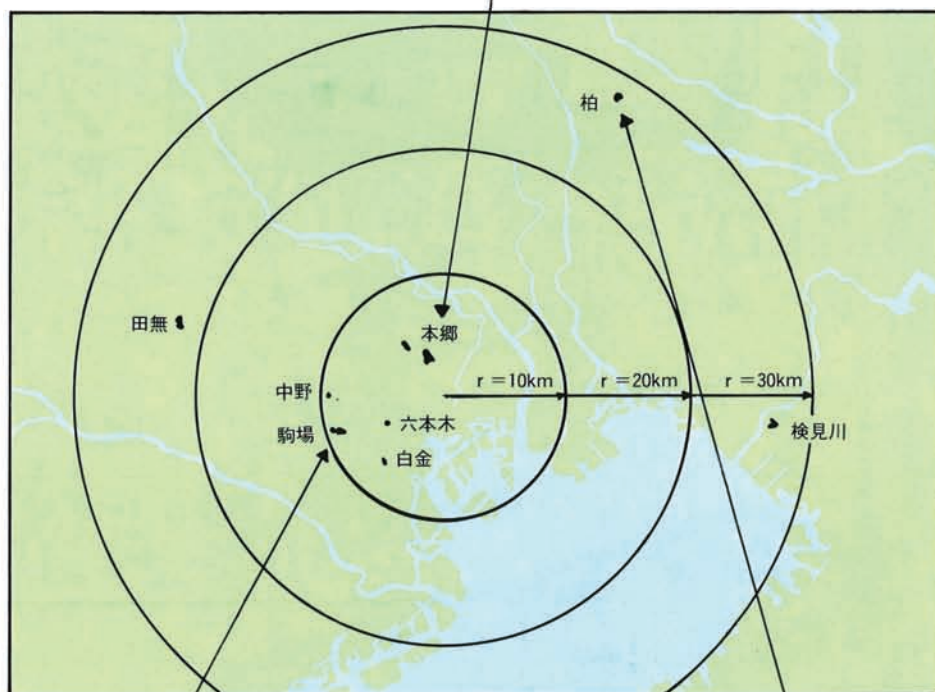 柏
田無
本郷
中野
r =10km
r =20km
r =30km
六本木
駒場
検見川
白金